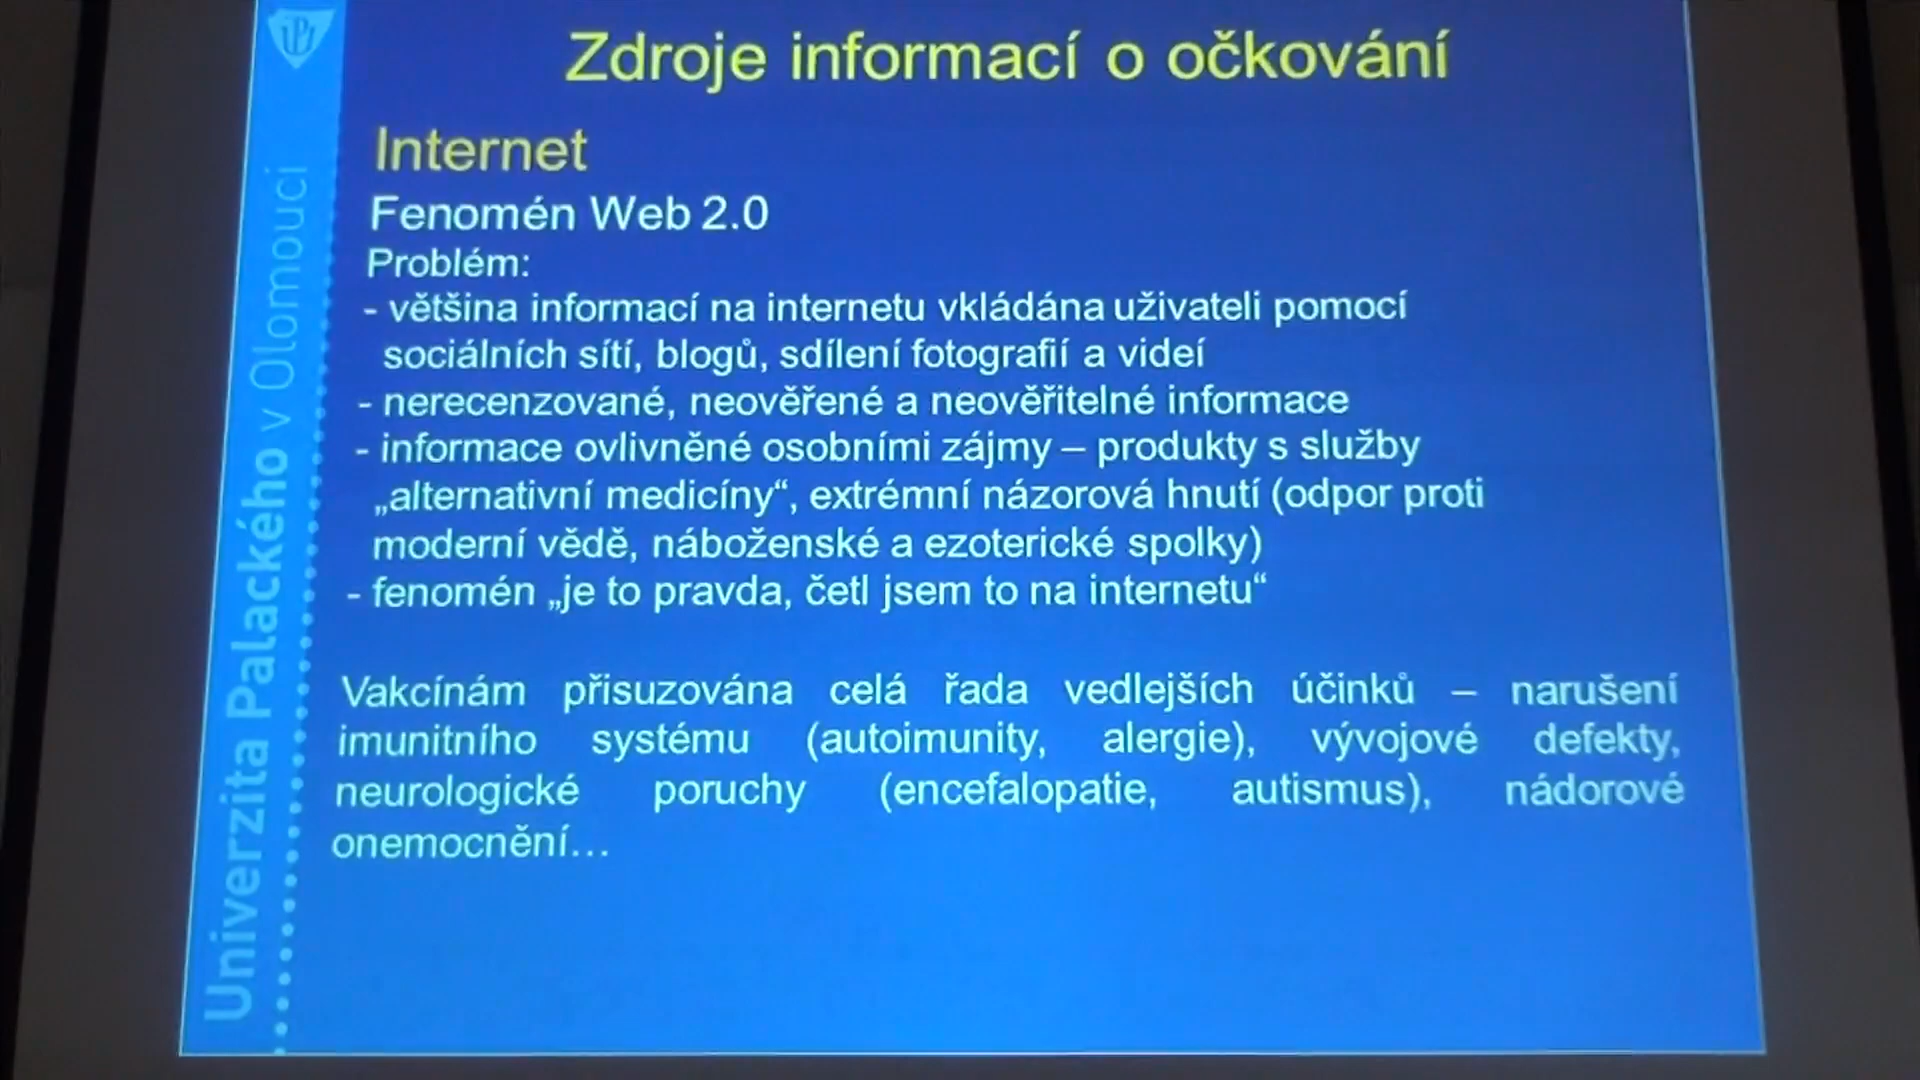 Zdroje informací o očkování
Internet
Fenomén Web 2.0
Problém:
- většina informací na internetu vkládána uživateli pomocí
sociálních sítí, blogů, sdílení fotografií a videí
- nerecenzované, neověřené a neověřitelné informace
- informace ovlivněné osobními zájmy – produkty s služby
„alternativní medicíny“, extrémní názorová hnutí (odpor proti
moderní vědě, náboženské a ezoterické spolky)
- fenomén „je to pravda, četl jsem to na internetu“
Vakcínám přisuzována celá řada vedlejších účinků – narušení
imunitního systému (autoimunity, alergie), vývojové defekty,
neurologické poruchy (encefalopatie, autismus), nádorové
onemocnění…
Univerzita Palackého v Olomouci